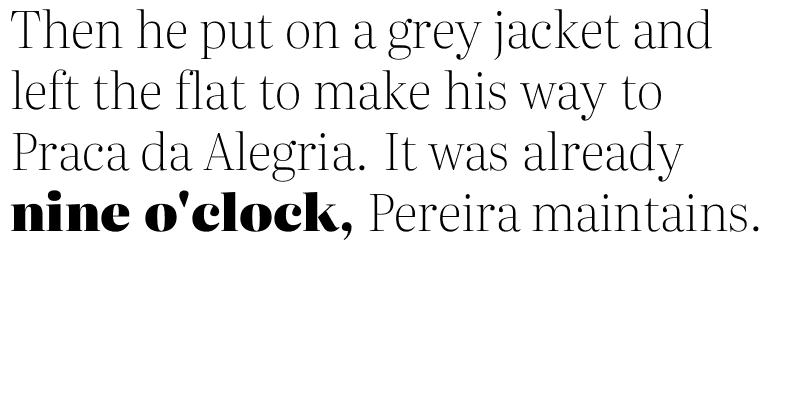 Then he put on a grey jacket and
left the flat to make his way to
Praca da Alegria. It was already
nine o'clock, Pereira maintains.